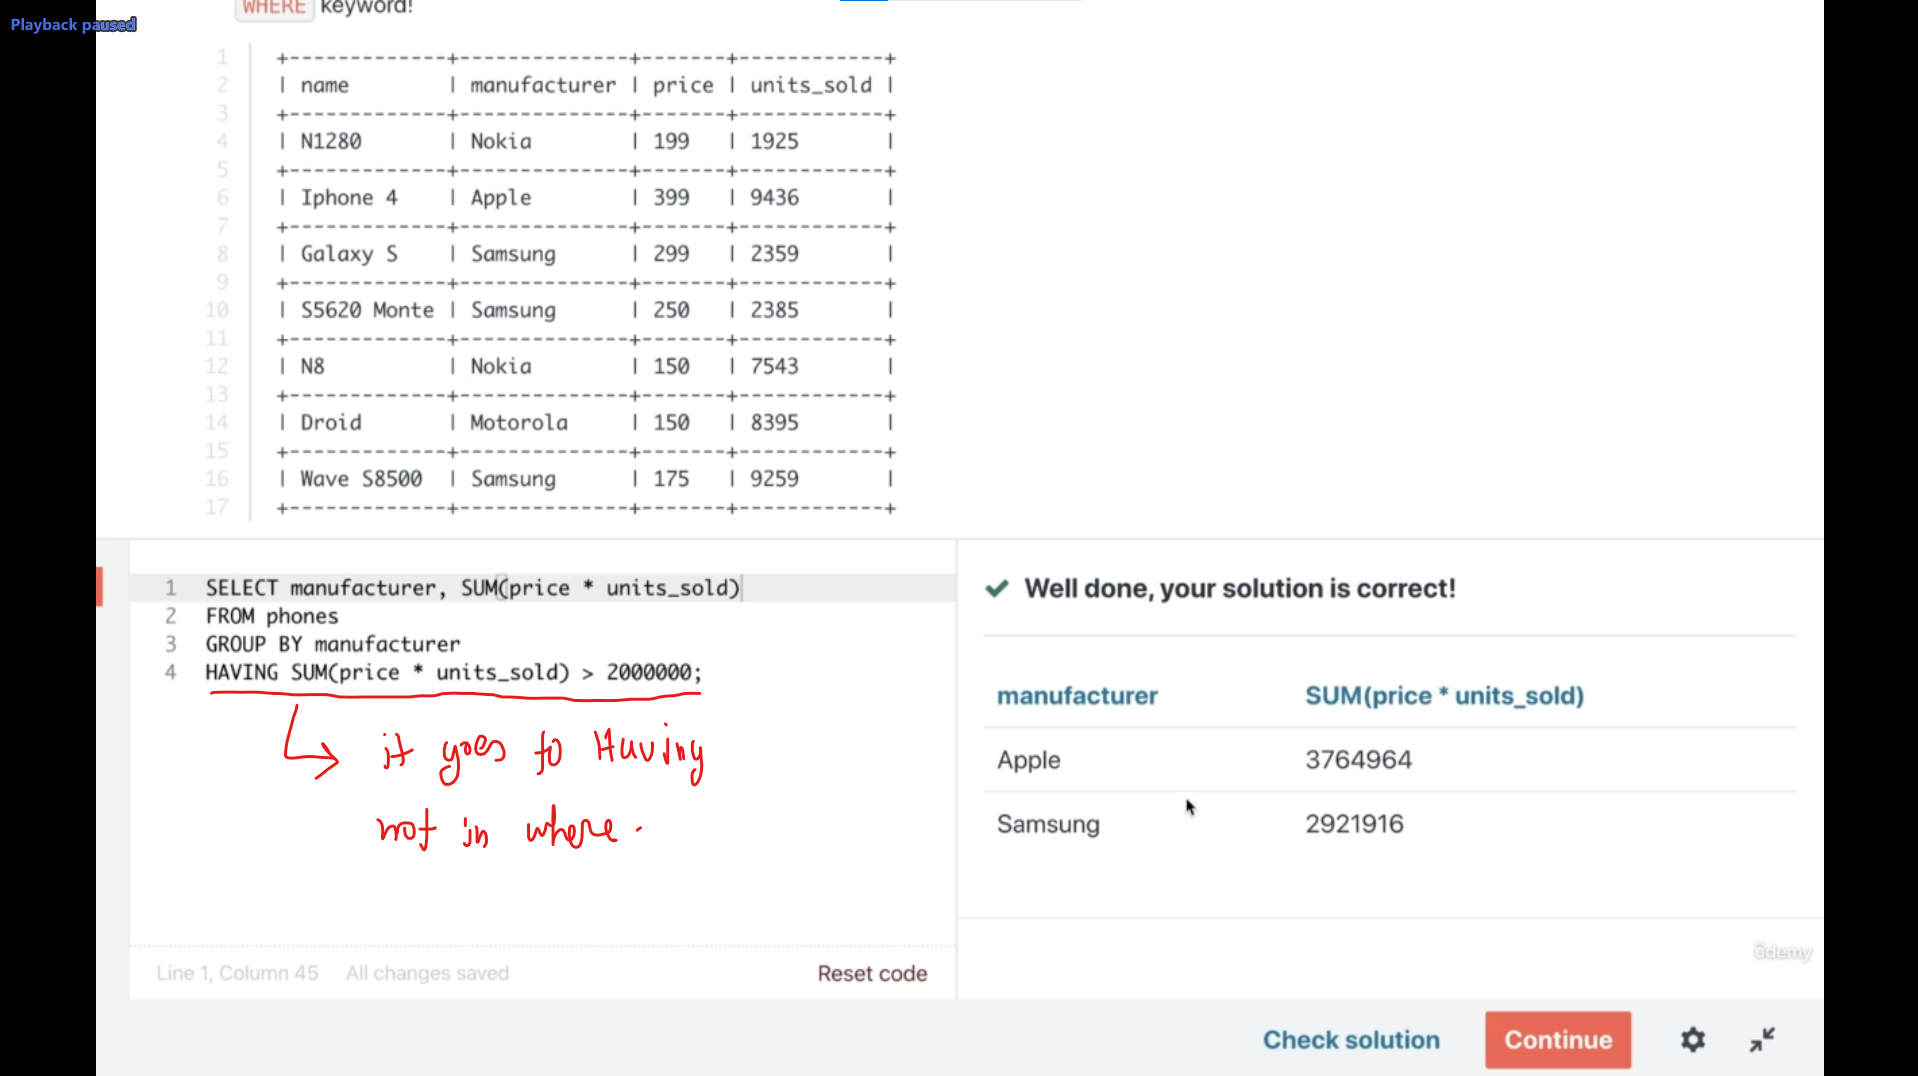 Playback paused
WHERE keyword!
1 +-------------+--------------+-------+------------+
2 | name | manufacturer | price | units_sold |
3 +-------------+--------------+-------+------------+
4 | N1280 | Nokia | 199 | 1925 |
5 +-------------+--------------+-------+------------+
6 | Iphone 4 | Apple | 399 | 9436 |
7 +-------------+--------------+-------+------------+
8 | Galaxy S | Samsung | 299 | 2359 |
9 +-------------+--------------+-------+------------+
10 | S5620 Monte | Samsung | 250 | 2385 |
11 +-------------+--------------+-------+------------+
12 | N8 | Nokia | 150 | 7543 |
13 +-------------+--------------+-------+------------+
14 | Droid | Motorola | 150 | 8395 |
15 +-------------+--------------+-------+------------+
16 | Wave S8500 | Samsung | 175 | 9259 |
17 +-------------+--------------+-------+------------+
1 SELECT manufacturer, SUM(price * units_sold)
2 FROM phones
3 GROUP BY manufacturer
4 HAVING SUM(price * units_sold) > 2000000;
it goes to Having
not in where.
Line 1, Column 45 All changes saved Reset code
Well done, your solution is correct!
manufacturer SUM(price * units_sold)
Apple 3764964
Samsung 2921916
ûdemy
Check solution Continue